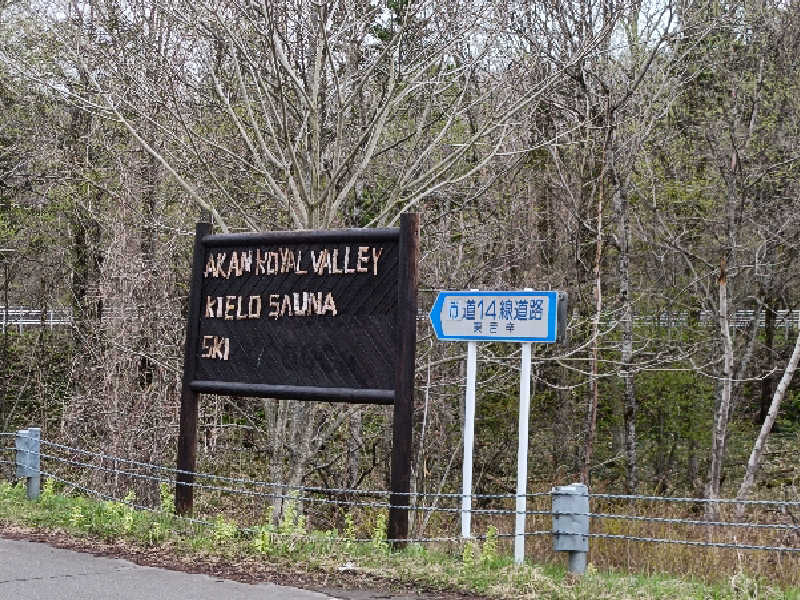 AKAN ROYAL VALLEY
KIELO SAUNA
SKI
市道14線道路